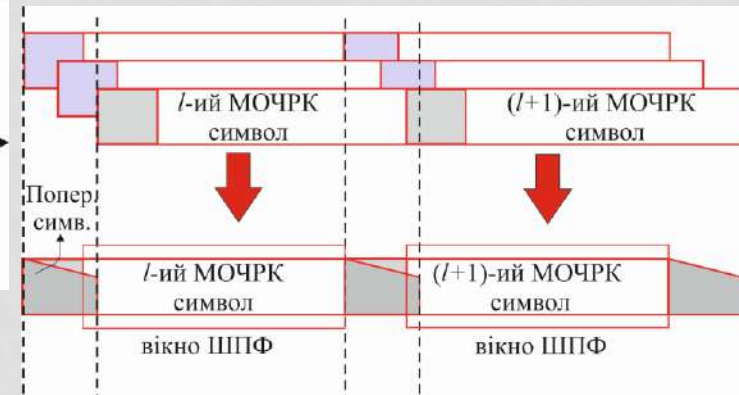 l-ий МОЧРК
символ
(l+1)-ий МОЧРК
символ
Попер.
симв.
l-ий МОЧРК
символ
(l+1)-ий МОЧРК
символ
вікно ШПФ
вікно ШПФ